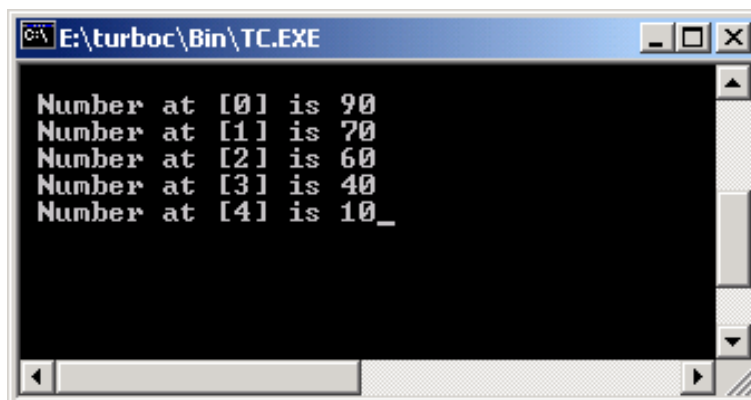 E:\turboc\Bin\TC.EXE
Number at [0] is 90
Number at [1] is 70
Number at [2] is 60
Number at [3] is 40
Number at [4] is 10_